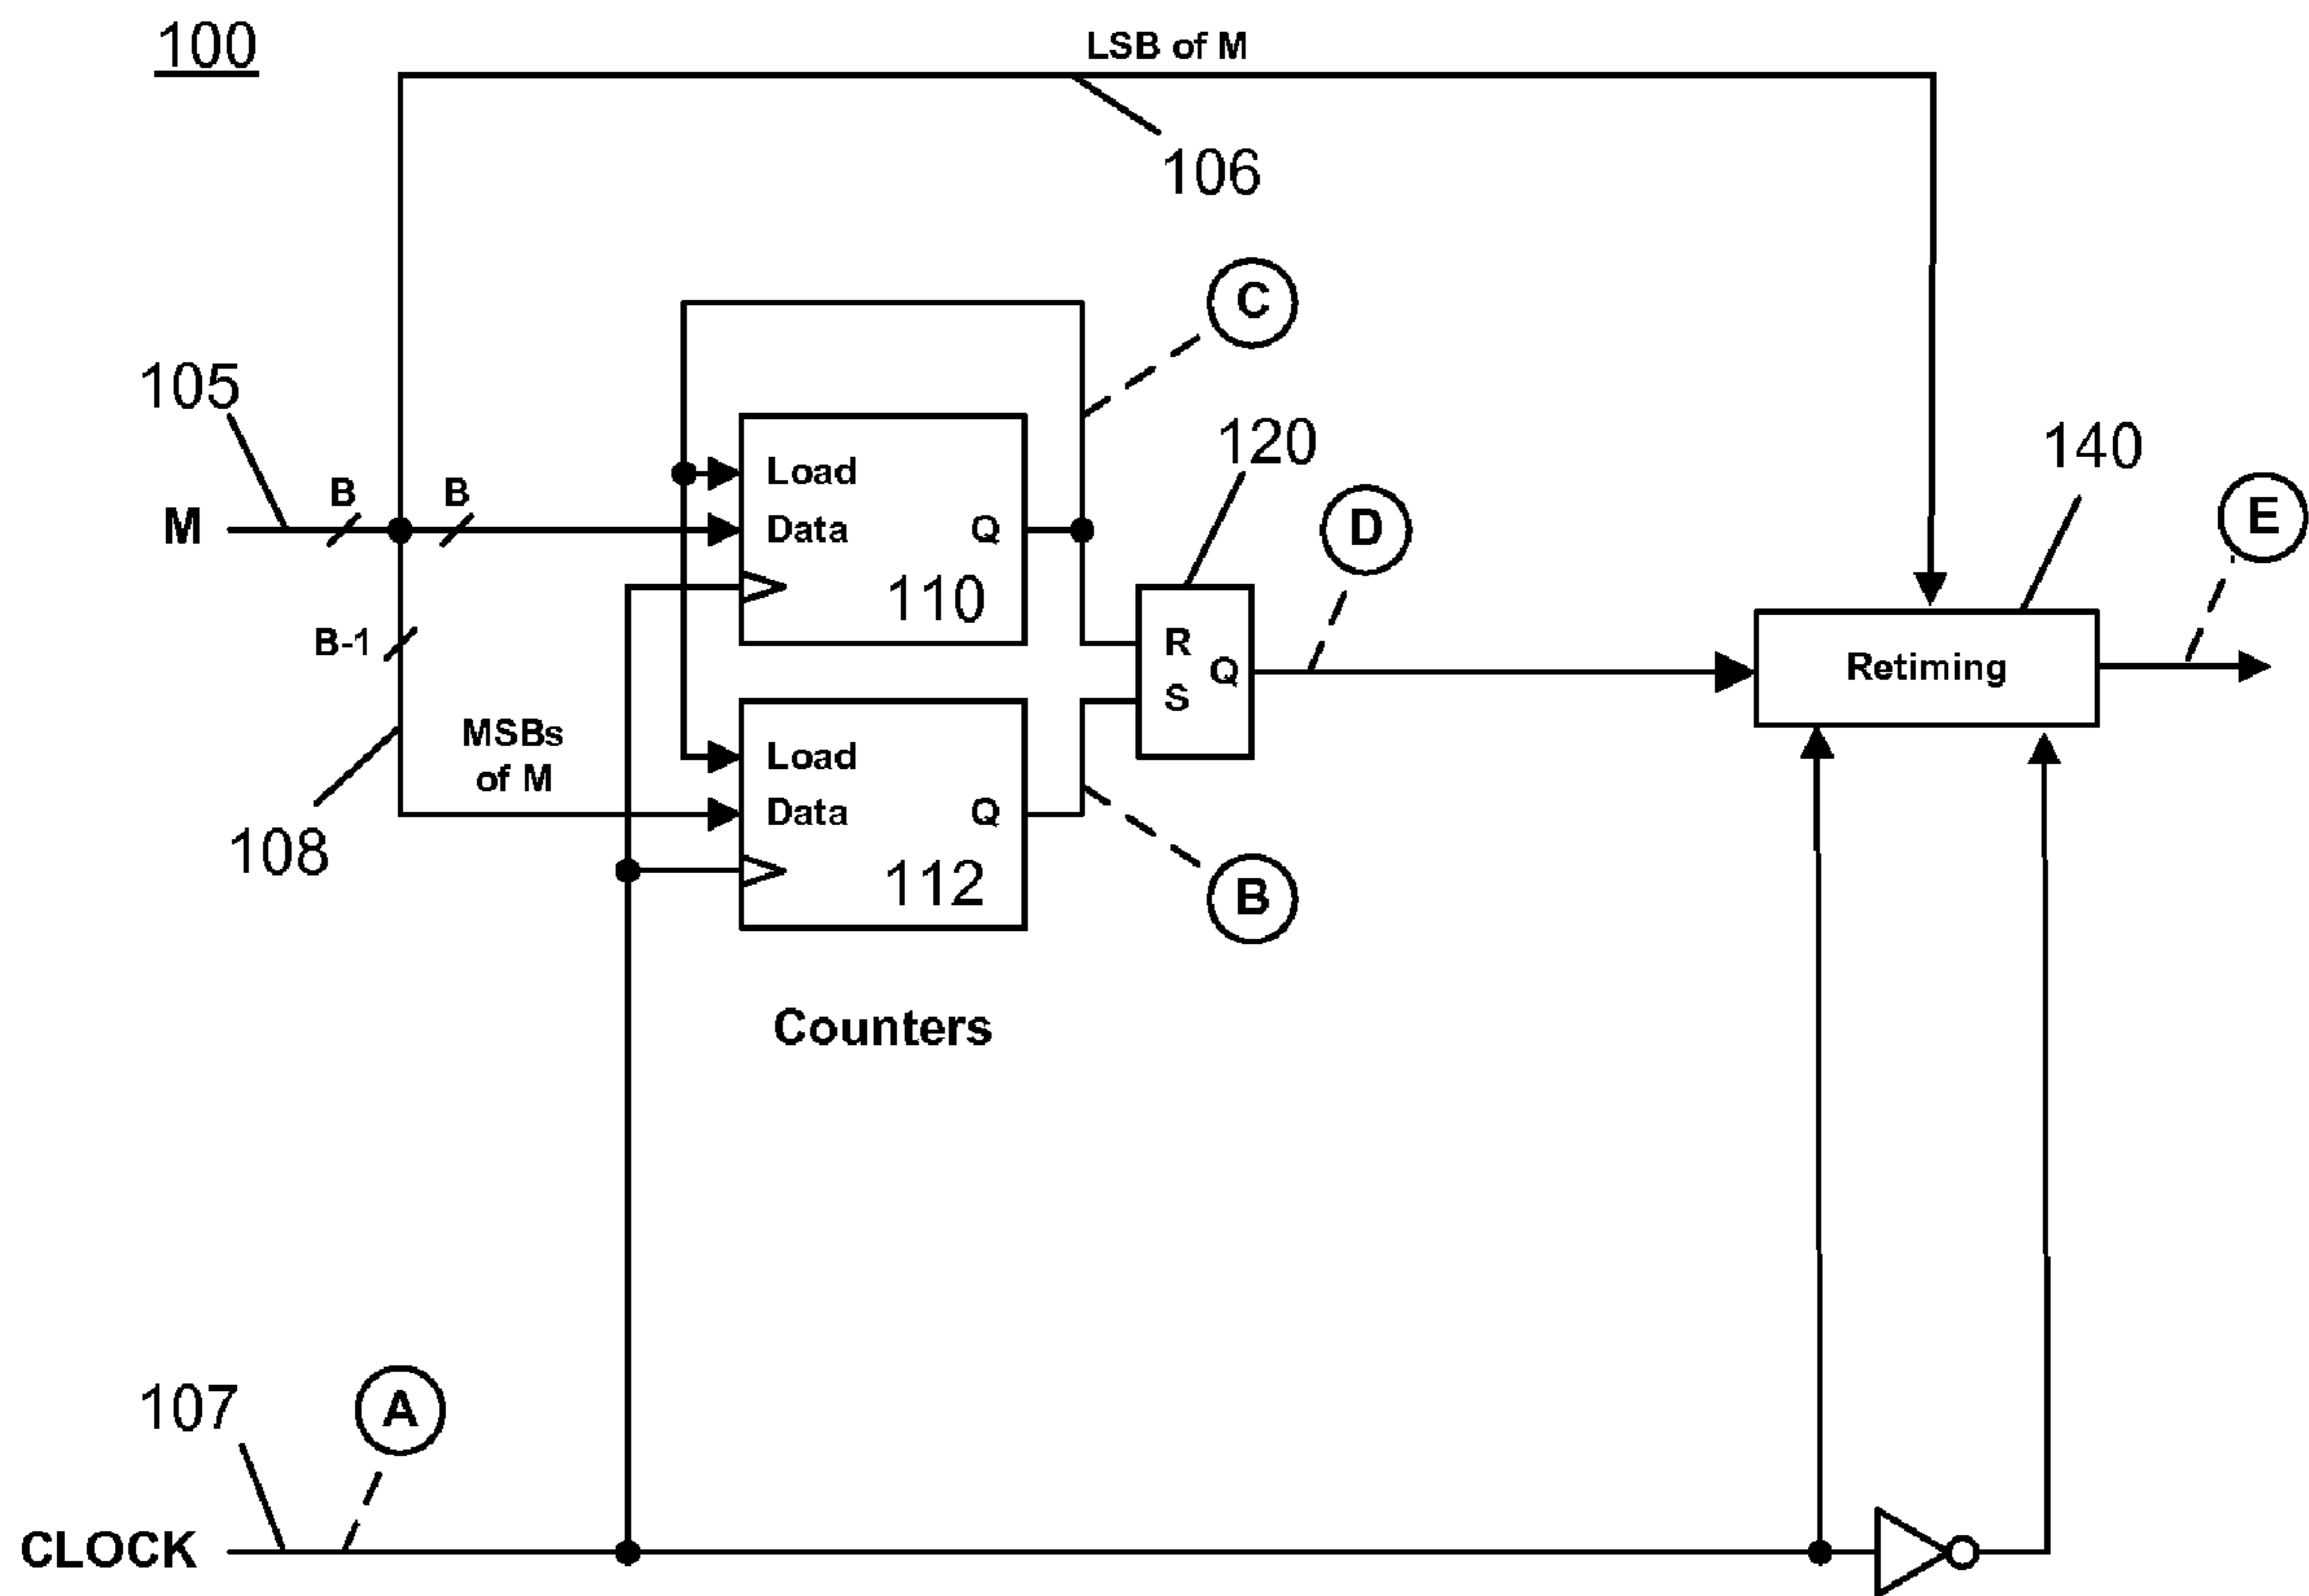 100
LSB of M
106
C
105
120
140
B
B
Load
D
E
M
Data
Q
110
B-1
R
Q
S
Retiming
MSBs
of M
Load
Data
Q
108
112
B
Counters
107
A
CLOCK